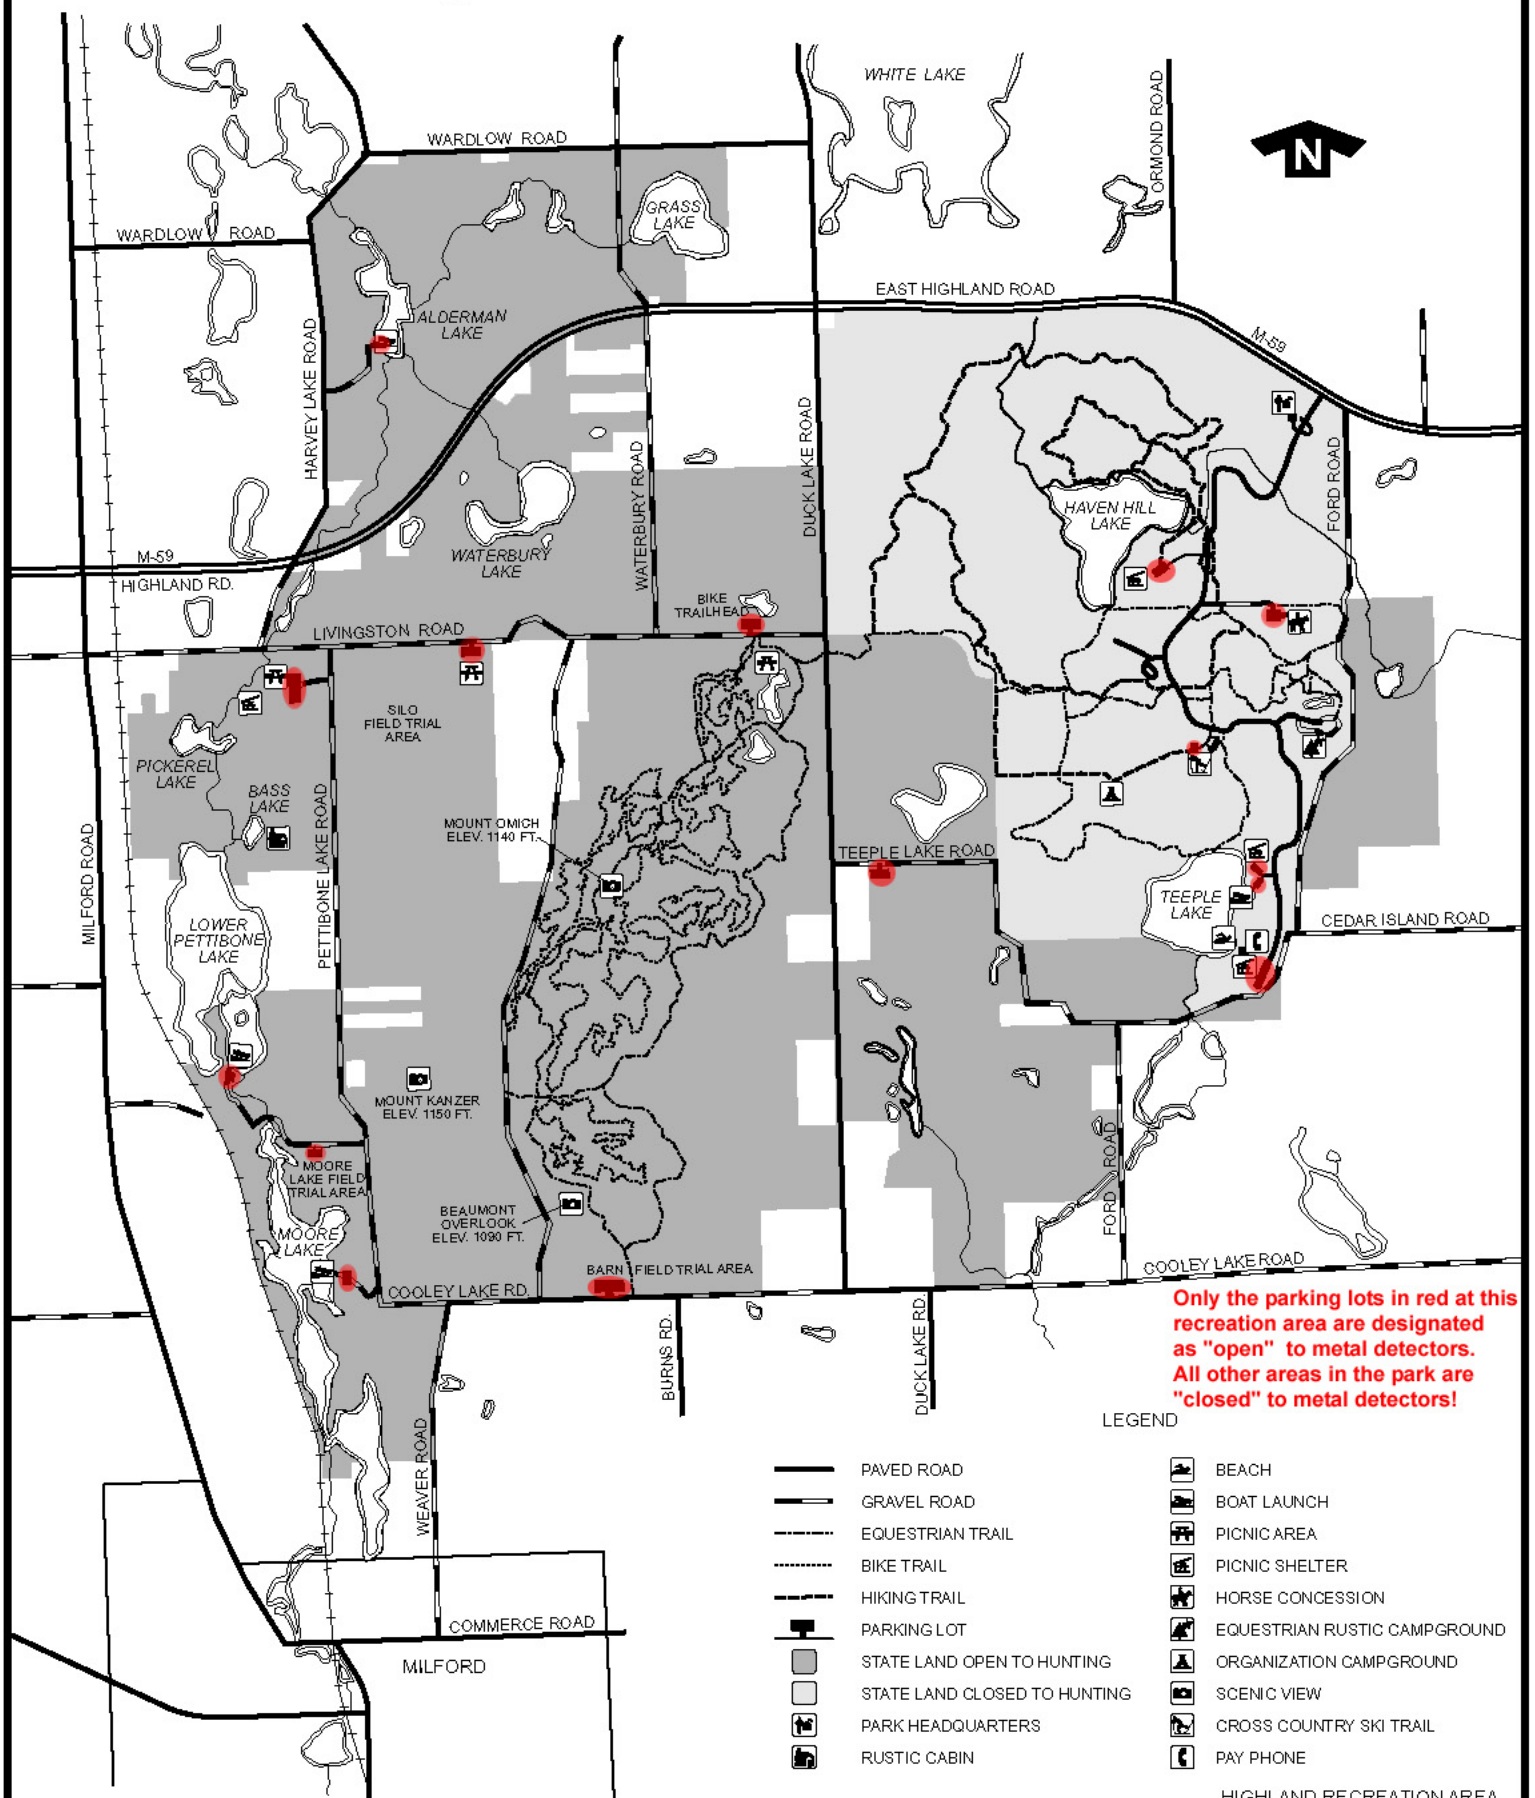 WHITE LAKE
ORMOND ROAD
WARDLOW ROAD
N
GRASS
LAKE
WARDLOW ROAD
EAST HIGHLAND ROAD
ALDERMAN
LAKE
M-59
HARVEY LAKE ROAD
DUCK LAKE ROAD
WATERBURY ROAD
FORD ROAD
HAVEN HILL
LAKE
WATERBURY
LAKE
M-59
HIGHLAND RD.
BIKE
TRAILHEAD
LIVINGSTON ROAD
SILO
FIELD TRIAL
AREA
PICKEREL
LAKE
BASS
LAKE
MILFORD ROAD
PETTIBONE LAKE ROAD
MOUNT OMICH
ELEV. 1140 FT.
TEEPLE LAKE ROAD
TEEPLE
LAKE
CEDAR ISLAND ROAD
LOWER
PETTIBONE
LAKE
MOUNT KANZER
ELEV. 1150 FT.
MOORE
LAKE FIELD
TRIAL AREA
FORD ROAD
BEAUMONT
OVERLOOK
ELEV. 1090 FT.
MOORE
LAKE
BARN FIELD TRIAL AREA
COOLEY LAKE ROAD
COOLEY LAKE RD.
Only the parking lots in red at this
recreation area are designated
as "open" to metal detectors.
All other areas in the park are
"closed" to metal detectors!
BURNS RD.
DUCK LAKE RD.
WEAVER ROAD
LEGEND
PAVED ROAD
GRAVEL ROAD
EQUESTRIAN TRAIL
BIKE TRAIL
HIKING TRAIL
PARKING LOT
STATE LAND OPEN TO HUNTING
STATE LAND CLOSED TO HUNTING
PARK HEADQUARTERS
RUSTIC CABIN
BEACH
BOAT LAUNCH
PICNIC AREA
PICNIC SHELTER
HORSE CONCESSION
EQUESTRIAN RUSTIC CAMPGROUND
ORGANIZATION CAMPGROUND
SCENIC VIEW
CROSS COUNTRY SKI TRAIL
PAY PHONE
COMMERCE ROAD
MILFORD
HIGHLAND RECREATION AREA